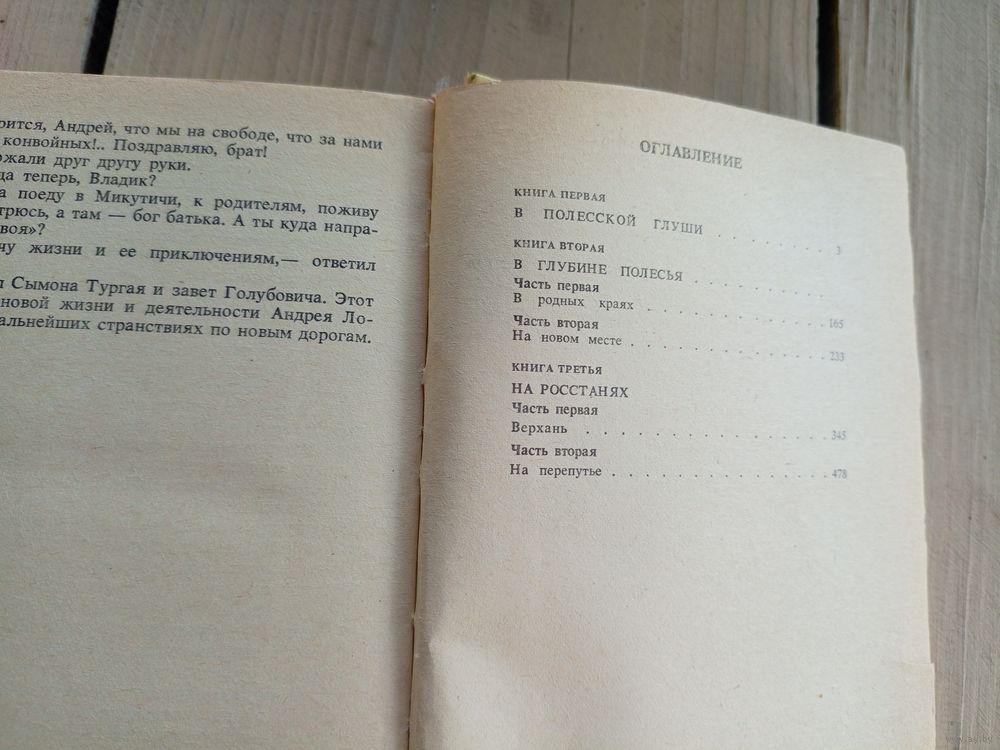 рится, Андрей, что мы на свободе, что за нами
конвойных!.. Поздравляю, брат!
жали друг другу руки.
да теперь, Владик?
а поеду в Микутичи, к родителям, поживу
трюсь, а там — бог батька. А ты куда напра-
воя»?
чу жизни и ее приключениям,— ответил
Сымона Тургая и завет Голубовича. Этот
новой жизни и деятельности Андрея Ло-
альнейших странствиях по новым дорогам.
ОГЛАВЛЕНИЕ
КНИГА ПЕРВАЯ
В ПОЛЕССКОЙ ГЛУШИ . . . . . . . . 3
КНИГА ВТОРАЯ
В ГЛУБИНЕ ПОЛЕСЬЯ . . . . . . . .
Часть первая
В родных краях . . . . . . . . . . . 165
Часть вторая
На новом месте . . . . . . . . . . . . 233
КНИГА ТРЕТЬЯ
НА РОССТАНЯХ
Часть первая
Верхань . . . . . . . . . . . . . . 345
Часть вторая
На перепутье . . . . . . . . . . . . . 478